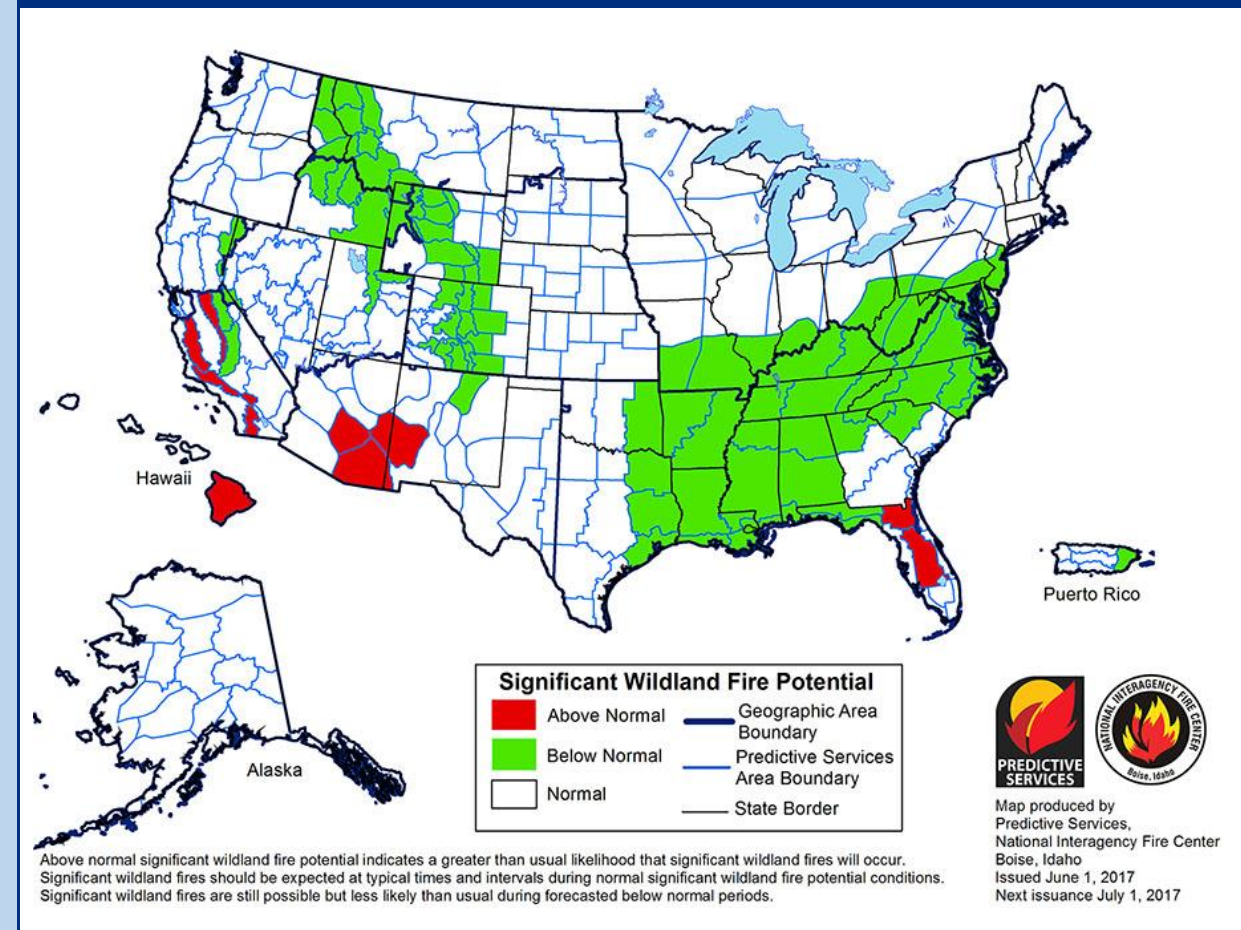 Hawaii
Puerto Rico
Alaska
Significant Wildland Fire Potential
Above Normal
Below Normal
Normal
Geographic Area
Boundary
Predictive Services
Area Boundary
State Border
PREDICTIVE
SERVICES
NATIONAL INTERAGENCY FIRE CENTER
Boise, Idaho
Map produced by
Predictive Services,
National Interagency Fire Center
Boise, Idaho
Issued June 1, 2017
Next issuance July 1, 2017
Above normal significant wildland fire potential indicates a greater than usual likelihood that significant wildland fires will occur.
Significant wildland fires should be expected at typical times and intervals during normal significant wildland fire potential conditions.
Significant wildland fires are still possible but less likely than usual during forecasted below normal periods.